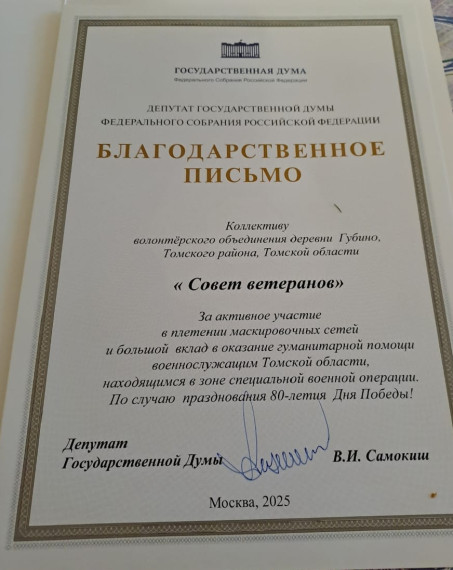 ГОСУДАРСТВЕННАЯ ДУМА
Федерального Собрания Российской Федерации
ДЕПУТАТ ГОСУДАРСТВЕННОЙ ДУМЫ
ФЕДЕРАЛЬНОГО СОБРАНИЯ РОССИЙСКОЙ ФЕДЕРАЦИИ
БЛАГОДАРСТВЕННОЕ
ПИСЬМО
Коллективу
волонтёрского объединения деревни Губино,
Томского района, Томской области
« Совет ветеранов»
За активное участие
в плетении маскировочных сетей
и большой вклад в оказание гуманитарной помощи
военнослужащим Томской области,
находящимся в зоне специальной военной операции.
По случаю празднования 80-летия Дня Победы!
Депутат
Государственной Думы В.И. Самокиш
Москва, 2025